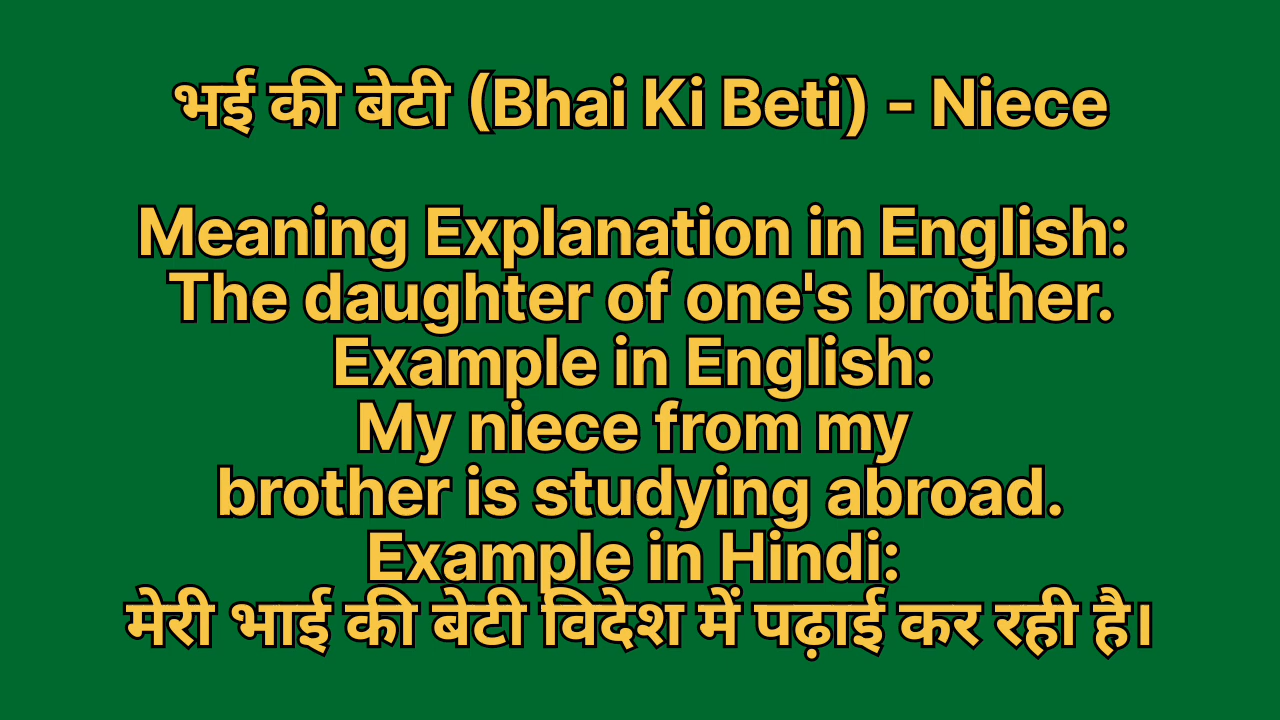 भई की बेटी (Bhai Ki Beti) - Niece
Meaning Explanation in English:
The daughter of one's brother.
Example in English:
My niece from my
brother is studying abroad.
Example in Hindi:
मेरी भाई की बेटी विदेश में पढ़ाई कर रही है।